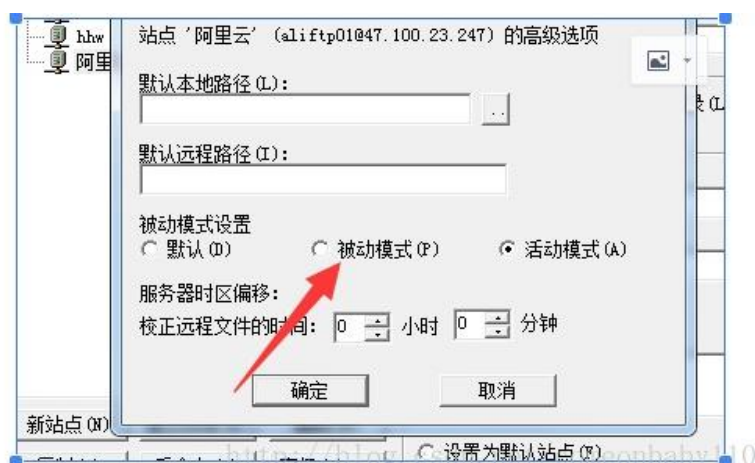 hhw
站点 '阿里云' (aliftp01@47.100.23.247) 的高级选项
阿里
默认本地路径(L):
..
录(L
默认远程路径(I):
被动模式设置
默认(D) 被动模式(P) 活动模式(A)
服务器时区偏移:
校正远程文件的时间: 0 小时 0 分钟
确定 取消
新站点(N)
设置为默认站点(F)
http://blog